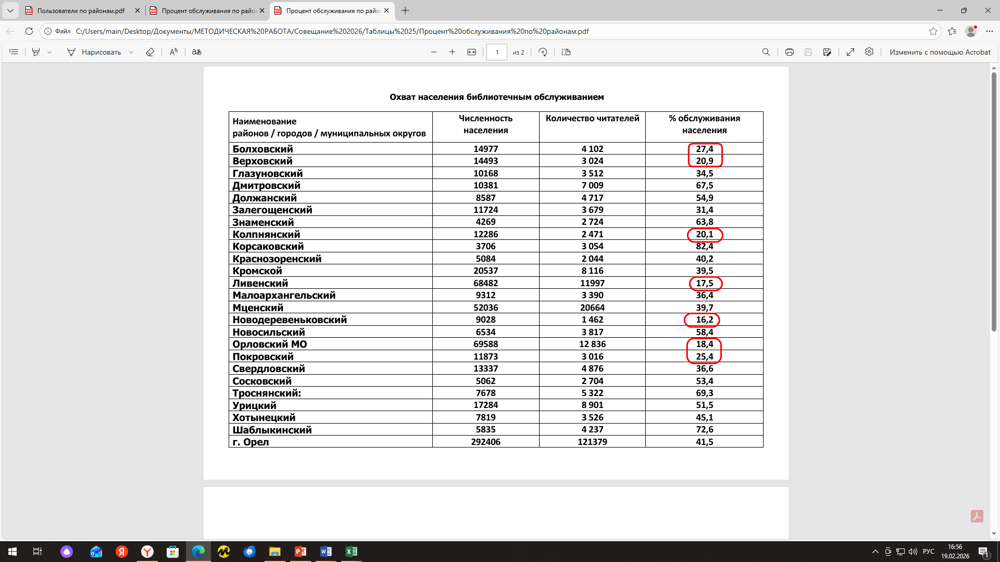 Пользователи по районам.pdf
Процент обслуживания по райо
Процент обслуживания по райо
Файл C:/Users/main/Desktop/Документы/МЕТОДИЧЕСКАЯ%20РАБОТА/Совещание%202026/Таблицы%2025/Процент%20обслуживания%20по%20районам.pdf
Нарисовать 1 из 2 Изменить с помощью Acrobat
Охват населения библиотечным обслуживанием
Наименование районов / городов / муниципальных округов Численность населения Количество читателей % обслуживания населения
Болховский 14977 4 102 27,4
Верховский 14493 3 024 20,9
Глазуновский 10168 3 512 34,5
Дмитровский 10381 7 009 67,5
Должанский 8587 4 717 54,9
Залегощенский 11724 3 679 31,4
Знаменский 4269 2 724 63,8
Колпнянский 12286 2 471 20,1
Корсаковский 3706 3 054 82,4
Краснозоренский 5084 2 044 40,2
Кромской 20537 8 116 39,5
Ливенский 68482 11997 17,5
Малоархангельский 9312 3 390 36,4
Мценский 52036 20664 39,7
Новодеревеньковский 9028 1 462 16,2
Новосильский 6534 3 817 58,4
Орловский МО 69588 12 836 18,4
Покровский 11873 3 016 25,4
Свердловский 13337 4 876 36,6
Сосковский 5062 2 704 53,4
Троснянский: 7678 5 322 69,3
Урицкий 17284 8 901 51,5
Хотынецкий 7819 3 526 45,1
Шаблыкинский 5835 4 237 72,6
г. Орел 292406 121379 41,5
РУС 16:56
19.02.2026
1